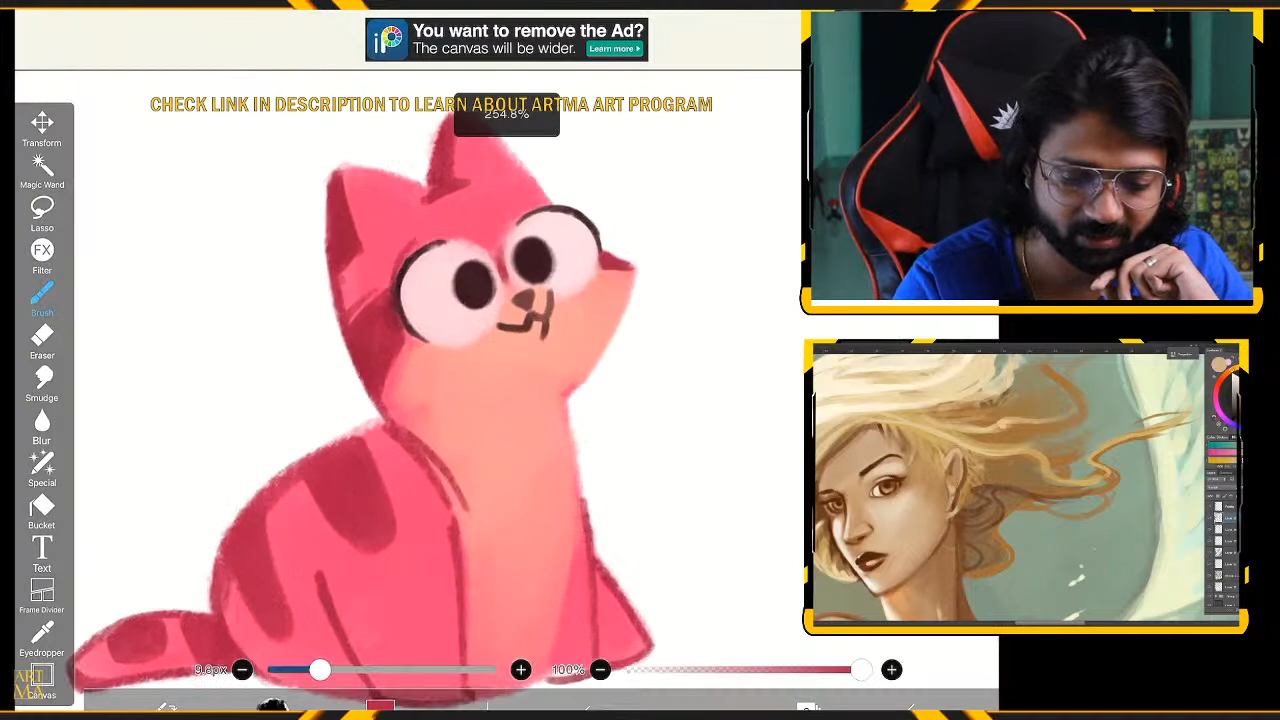 You want to remove the Ad?
The canvas will be wider.
Learn more
CHECK LINK IN DESCRIPTION TO LEARN ABOUT ARTMA ART PROGRAM
254.8%
Transform
Magic Wand
Lasso
FX
Filter
Brush
Eraser
Smudge
Blur
Special
Bucket
T
Text
Frame Divider
Eyedropper
Canvas
100%